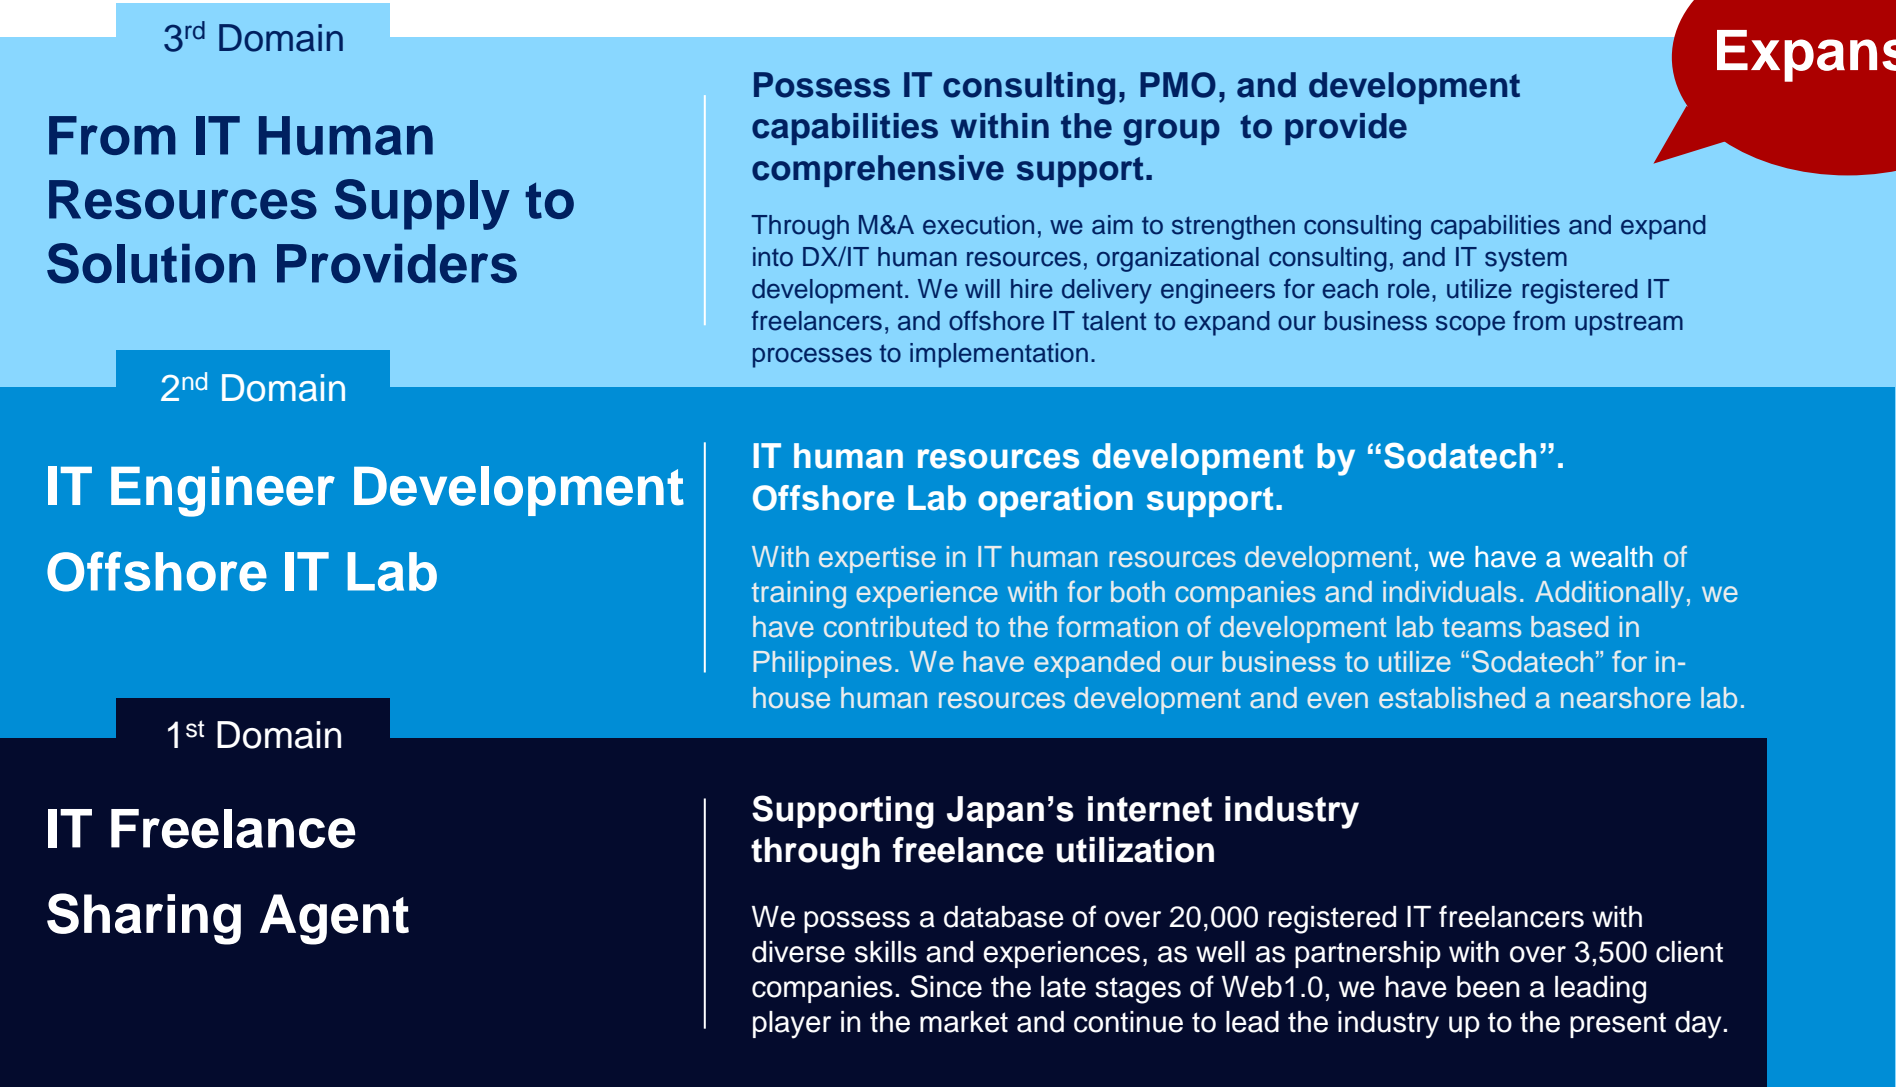 3rd Domain
Expans
From IT Human
Resources Supply to
Solution Providers
Possess IT consulting, PMO, and development
capabilities within the group  to provide
comprehensive support.
Through M&A execution, we aim to strengthen consulting capabilities and expand
into DX/IT human resources, organizational consulting, and IT system
development. We will hire delivery engineers for each role, utilize registered IT
freelancers, and offshore IT talent to expand our business scope from upstream
processes to implementation.
2nd Domain
IT Engineer Development
Offshore IT Lab
IT human resources development by “Sodatech”.
Offshore Lab operation support.
With expertise in IT human resources development, we have a wealth of
training experience with for both companies and individuals. Additionally, we
have contributed to the formation of development lab teams based in
Philippines. We have expanded our business to utilize “Sodatech” for in-
house human resources development and even established a nearshore lab.
1st Domain
IT Freelance
Sharing Agent
Supporting Japan’s internet industry
through freelance utilization
We possess a database of over 20,000 registered IT freelancers with
diverse skills and experiences, as well as partnership with over 3,500 client
companies. Since the late stages of Web1.0, we have been a leading
player in the market and continue to lead the industry up to the present day.